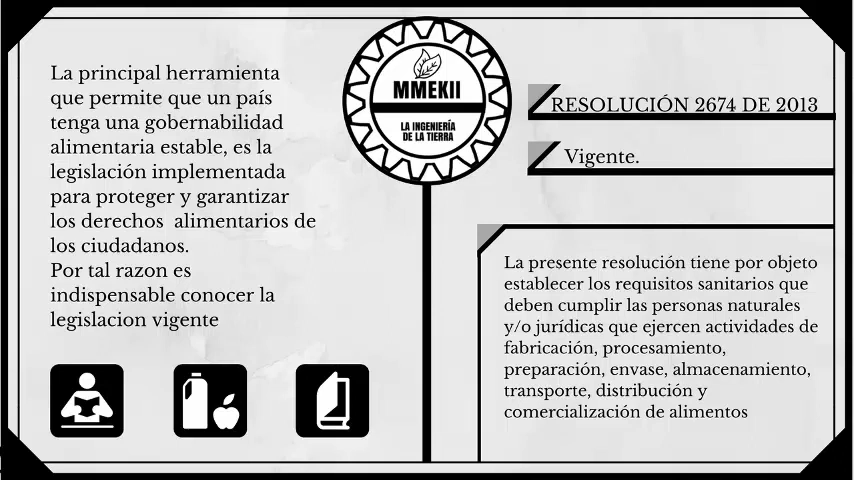 La principal herramienta
que permite que un país
tenga una gobernabilidad
alimentaria estable, es la
legislación implementada
para proteger y garantizar
los derechos  alimentarios de
los ciudadanos.
Por tal razon es
indispensable conocer la
legislacion vigente
MMEKII
LA INGENIERÍA
DE LA TIERRA
RESOLUCIÓN 2674 DE 2013
Vigente.
La presente resolución tiene por objeto
establecer los requisitos sanitarios que
deben cumplir las personas naturales
y/o jurídicas que ejercen actividades de
fabricación, procesamiento,
preparación, envase, almacenamiento,
transporte, distribución y
comercialización de alimentos